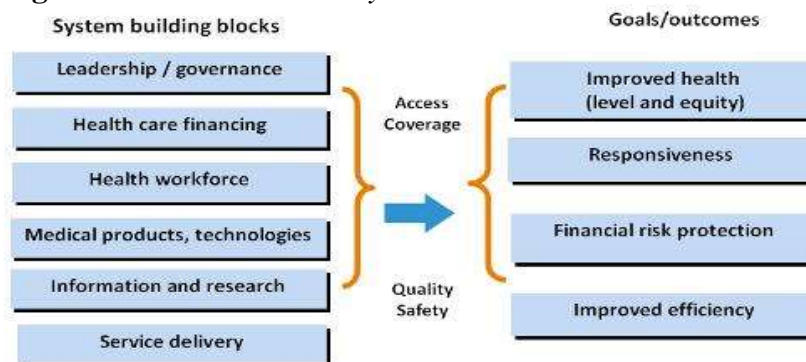 System building blocks
Leadership / governance
Health care financing
Health workforce
Medical products, technologies
Information and research
Service delivery
Access
Coverage
Quality
Safety
Goals/outcomes
Improved health
(level and equity)
Responsiveness
Financial risk protection
Improved efficiency